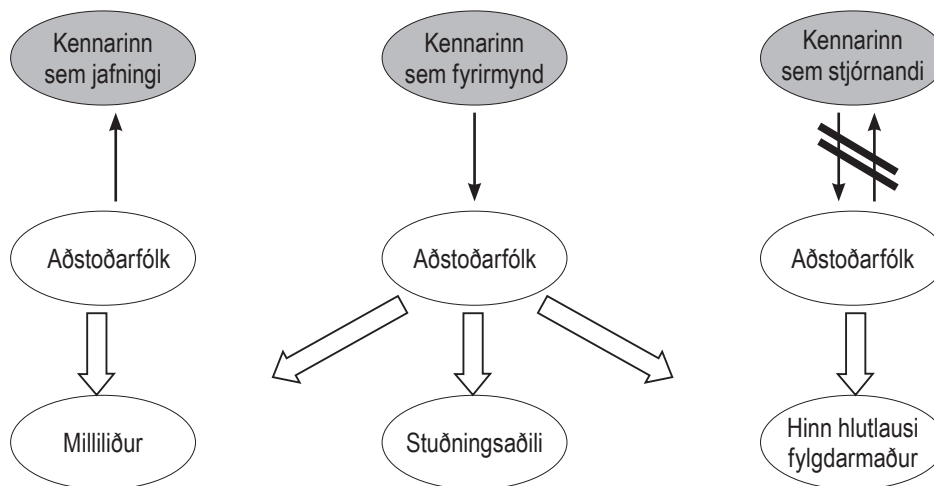 Kennarinn
sem jafningi
Kennarinn
sem fyrirmynd
Kennarinn
sem stjórnandi
Aðstoðarfólk
Aðstoðarfólk
Aðstoðarfólk
Milliliður
Stuðningsaðili
Hinn hlutlausi
fylgdarmaður